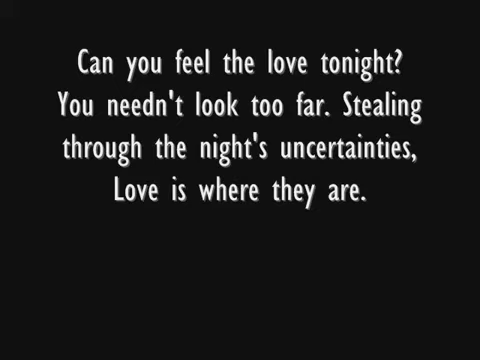 Can you feel the love tonight?
You needn't look too far. Stealing
through the night's uncertainties,
Love is where they are.